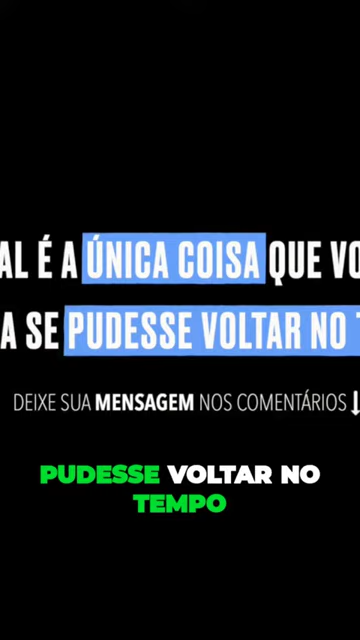 AL É A ÚNICA COISA QUE VO
A SE PUDESSE VOLTAR NO T
DEIXE SUA MENSAGEM NOS COMENTÁRIOS ↓
PUDESSE VOLTAR NO
TEMPO